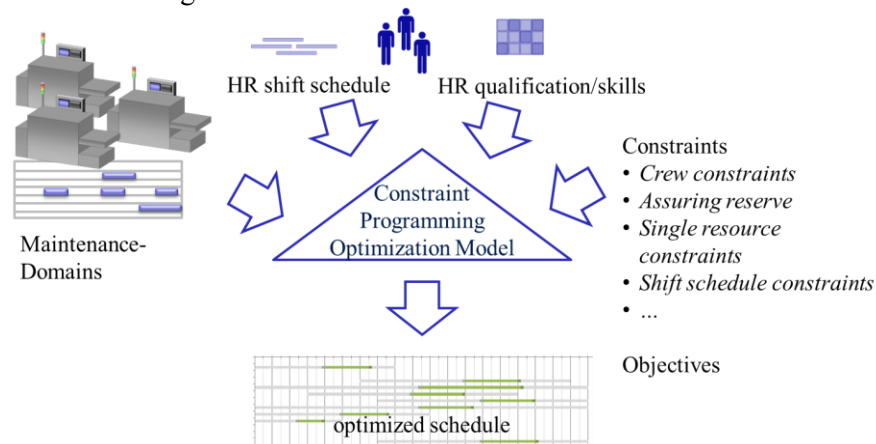 HR shift schedule
HR qualification/skills
Maintenance-
Domains
Constraint
Programming
Optimization Model
Constraints
• Crew constraints
• Assuring reserve
• Single resource
constraints
• Shift schedule constraints
• ...
Objectives
optimized schedule